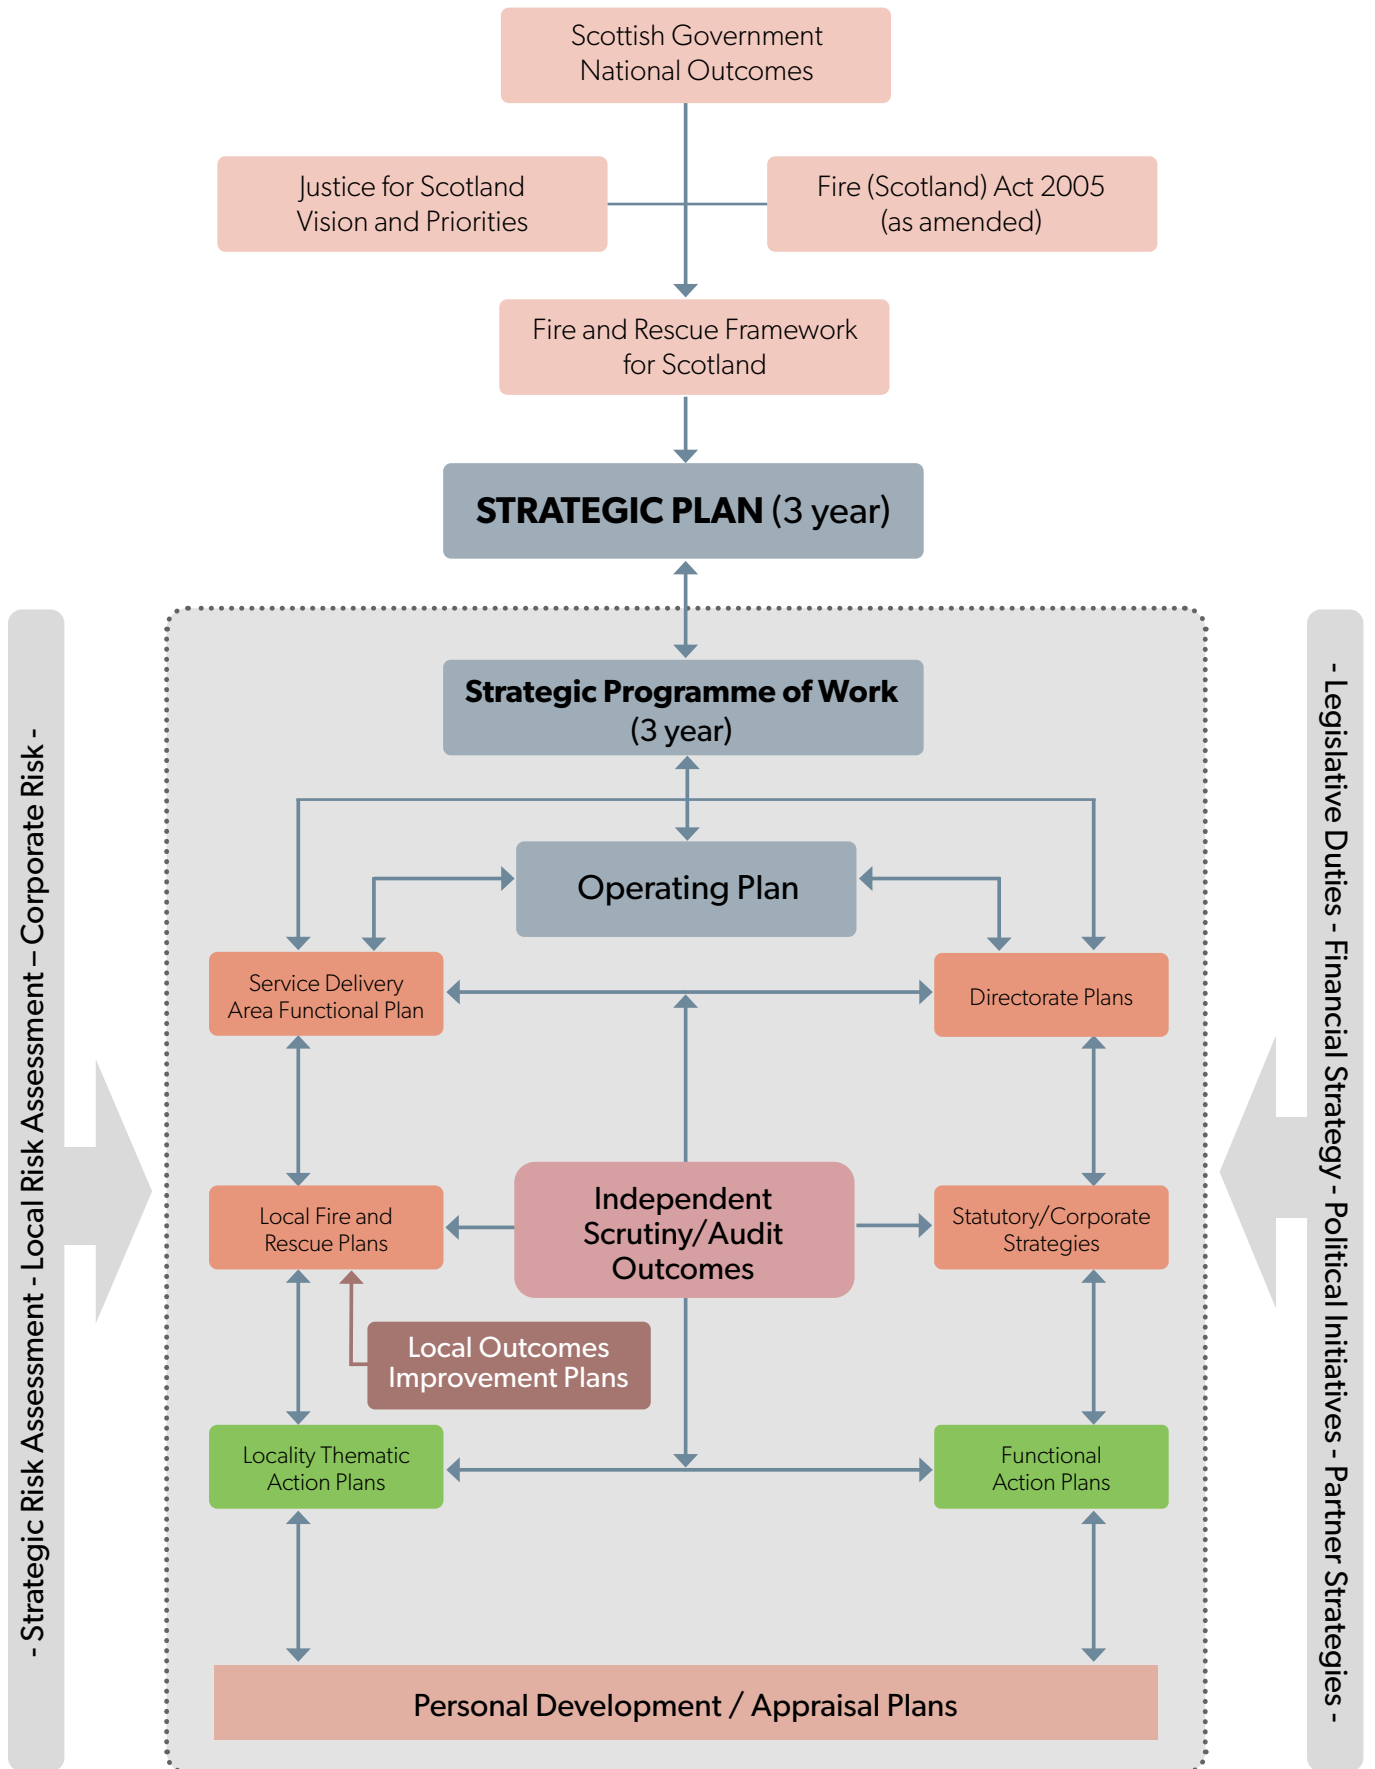 Scottish Government
National Outcomes
Justice for Scotland
Vision and Priorities
Fire (Scotland) Act 2005
(as amended)
Fire and Rescue Framework
for Scotland
STRATEGIC PLAN (3 year)
Strategic Programme of Work
(3 year)
Operating Plan
Service Delivery
Area Functional Plan
Directorate Plans
Local Fire and
Rescue Plans
Independent
Scrutiny/Audit
Outcomes
Statutory/Corporate
Strategies
Local Outcomes
Improvement Plans
Locality Thematic
Action Plans
Functional
Action Plans
Personal Development / Appraisal Plans
- Strategic Risk Assessment - Local Risk Assessment – Corporate Risk -
- Legislative Duties - Financial Strategy - Political Initiatives - Partner Strategies -